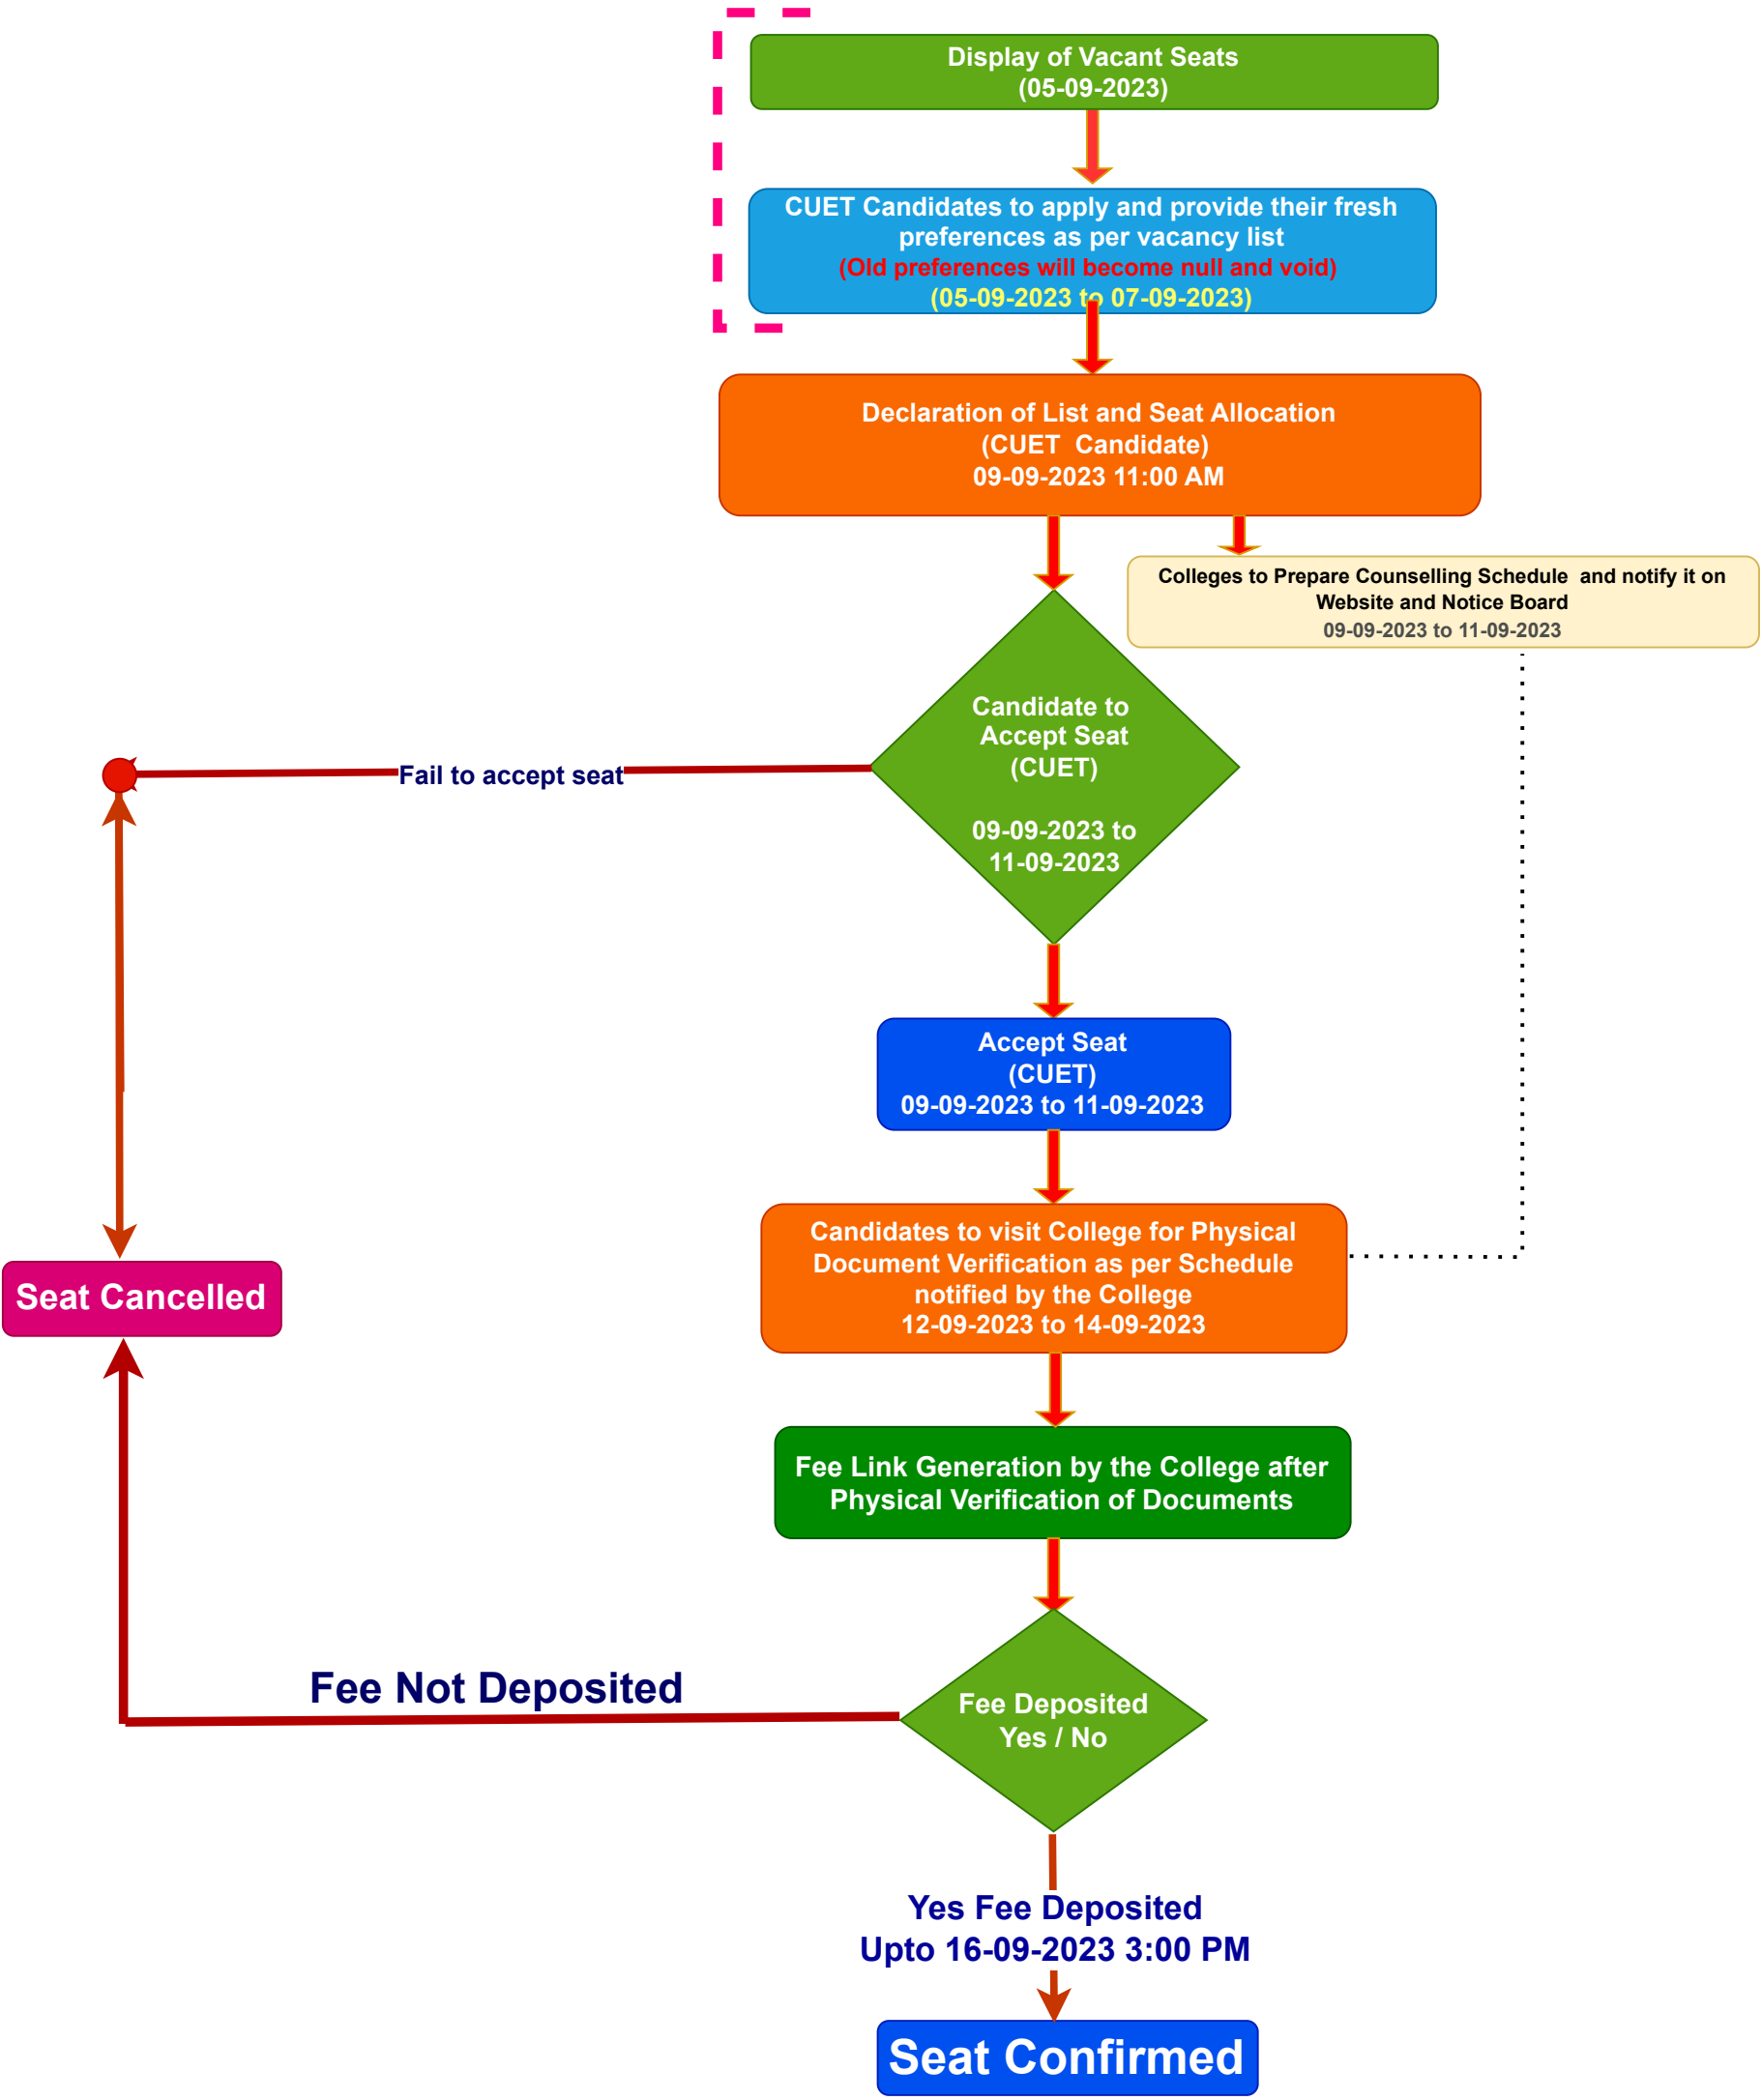 Display of Vacant Seats
(05-09-2023)
CUET Candidates to apply and provide their fresh
preferences as per vacancy list
(Old preferences will become null and void)
(05-09-2023 to 07-09-2023)
Declaration of List and Seat Allocation
(CUET Candidate)
09-09-2023 11:00 AM
Colleges to Prepare Counselling Schedule and notify it on
Website and Notice Board
09-09-2023 to 11-09-2023
Candidate to
Accept Seat
(CUET)
09-09-2023 to
11-09-2023
Fail to accept seat
Accept Seat
(CUET)
09-09-2023 to 11-09-2023
Candidates to visit College for Physical
Document Verification as per Schedule
notified by the College
12-09-2023 to 14-09-2023
Seat Cancelled
Fee Link Generation by the College after
Physical Verification of Documents
Fee Not Deposited
Fee Deposited
Yes / No
Yes Fee Deposited
Upto 16-09-2023 3:00 PM
Seat Confirmed